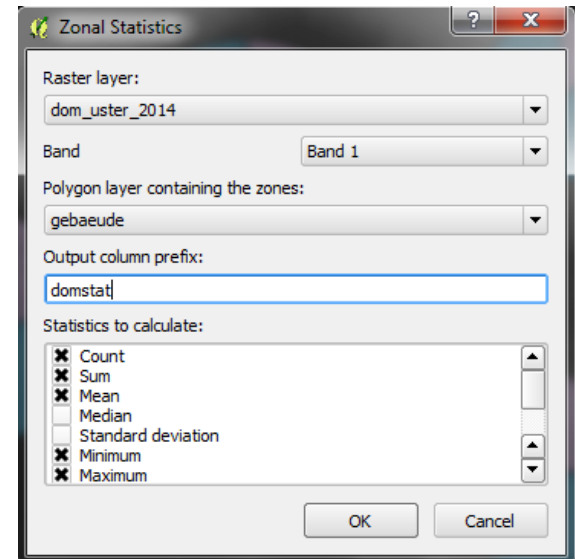 Zonal Statistics
Raster layer:
dom_uster_2014
Band Band 1
Polygon layer containing the zones:
gebaeude
Output column prefix:
domstat
Statistics to calculate:
Count
Sum
Mean
Median
Standard deviation
Minimum
Maximum
OK Cancel